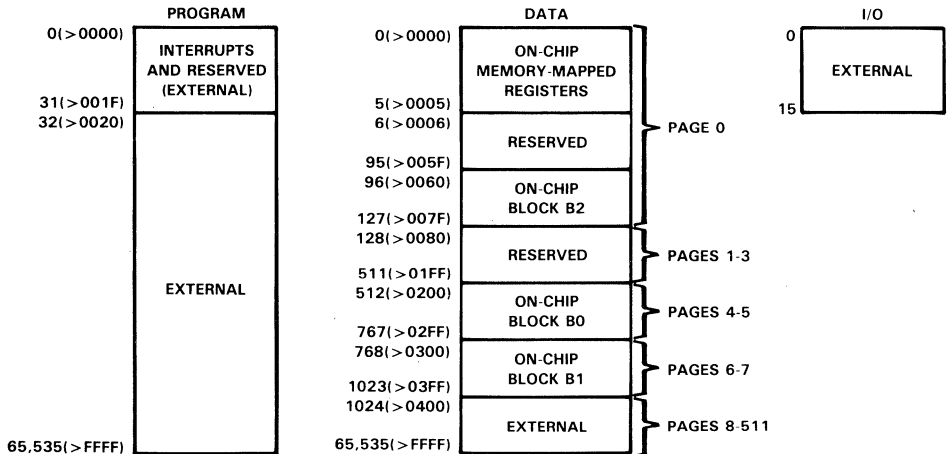 PROGRAM
0(>0000)
INTERRUPTS
AND RESERVED
(EXTERNAL)
31(>001F)
32(>0020)
EXTERNAL
65,535(>FFFF)
DATA
0(>0000)
ON-CHIP
MEMORY-MAPPED
REGISTERS
5(>0005)
6(>0006)
RESERVED
95(>005F)
96(>0060)
ON-CHIP
BLOCK B2
127(>007F)
PAGE 0
128(>0080)
RESERVED
511(>01FF)
PAGES 1-3
512(>0200)
ON-CHIP
BLOCK B0
767(>02FF)
PAGES 4-5
768(>0300)
ON-CHIP
BLOCK B1
1023(>03FF)
PAGES 6-7
1024(>0400)
EXTERNAL
65,535(>FFFF)
PAGES 8-511
I/O
0
EXTERNAL
15